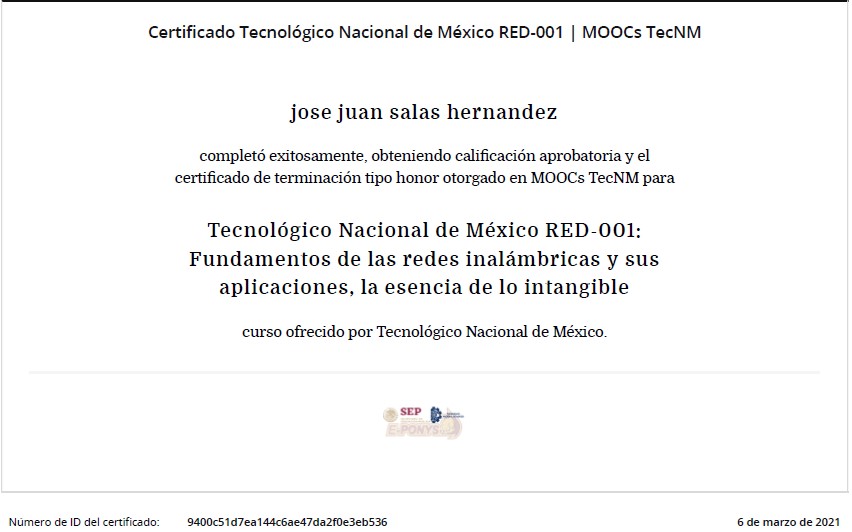 Certificado Tecnológico Nacional de México RED-001 | MOOCs TecNM
jose juan salas hernandez
completó exitosamente, obteniendo calificación aprobatoria y el
certificado de terminación tipo honor otorgado en MOOCs TecNM para
Tecnológico Nacional de México RED-001:
Fundamentos de las redes inalámbricas y sus
aplicaciones, la esencia de lo intangible
curso ofrecido por Tecnológico Nacional de México.
SEP
E-PONYS
Número de ID del certificado: 9400c51d7ea144c6ae47da2f0e3eb536 6 de marzo de 2021